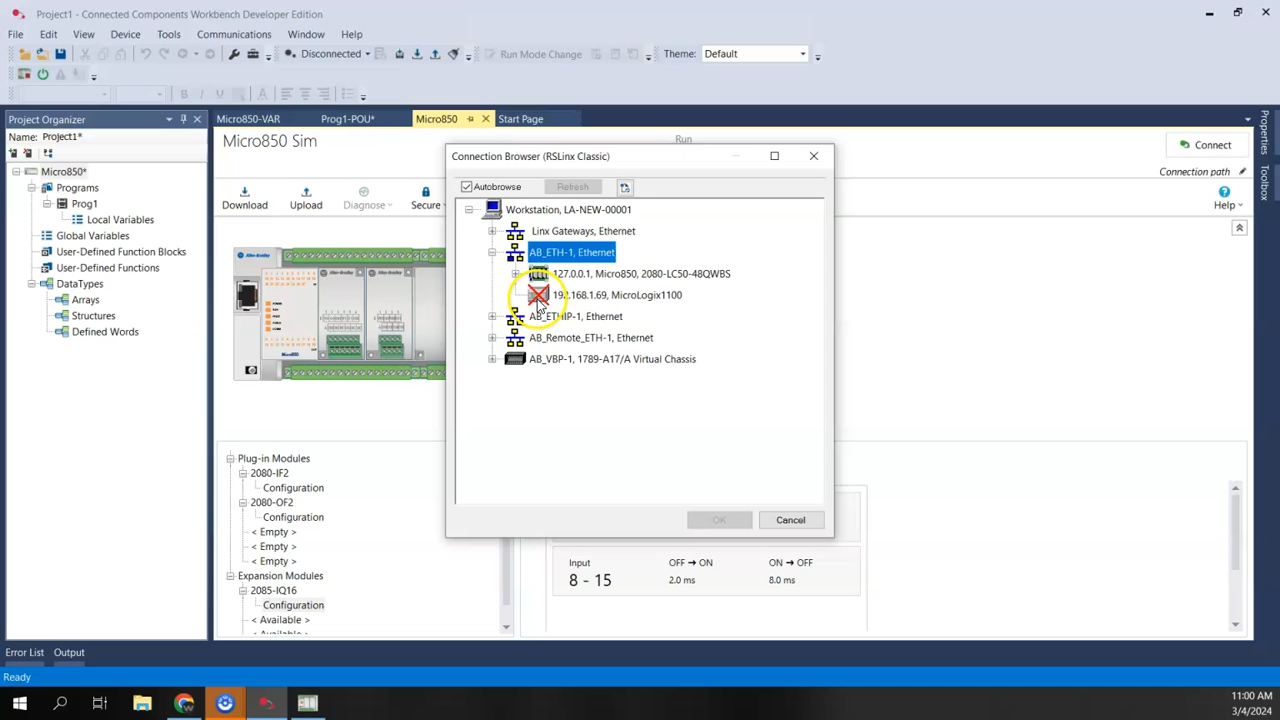 Project1 - Connected Components Workbench Developer Edition
File Edit View Device Tools Communications Window Help
Disconnected Run Mode Change Theme: Default
B I U A
Project Organizer
Name: Project1*
Micro850*
Programs
Prog1
Local Variables
Global Variables
User-Defined Function Blocks
User-Defined Functions
DataTypes
Arrays
Structures
Defined Words
Micro850-VAR Prog1-POU* Micro850 Start Page
Micro850 Sim
Run
Connect
Connection path
Download Upload Diagnose Secure Help
Properties
Toolbox
Connection Browser (RSLinx Classic)
Autobrowse Refresh
Workstation, LA-NEW-00001
Linx Gateways, Ethernet
AB_ETH-1, Ethernet
127.0.0.1, Micro850, 2080-LC50-48QWBS
192.168.1.69, MicroLogix1100
AB_ETHIP-1, Ethernet
AB_Remote_ETH-1, Ethernet
AB_VBP-1, 1789-A17/A Virtual Chassis
OK Cancel
Plug-in Modules
2080-IF2
Configuration
2080-OF2
Configuration
< Empty >
< Empty >
< Empty >
Expansion Modules
2085-IQ16
Configuration
< Available >
< Available >
Input OFF → ON ON → OFF
8 - 15 2.0 ms 8.0 ms
Error List Output
Ready
11:00 AM
3/4/2024